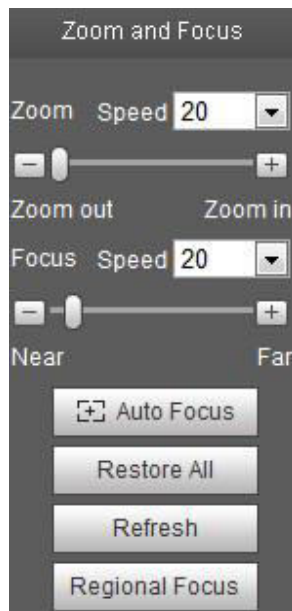 Zoom and Focus
Zoom Speed 20
Zoom out Zoom in
Focus Speed 20
Near Far
Auto Focus
Restore All
Refresh
Regional Focus